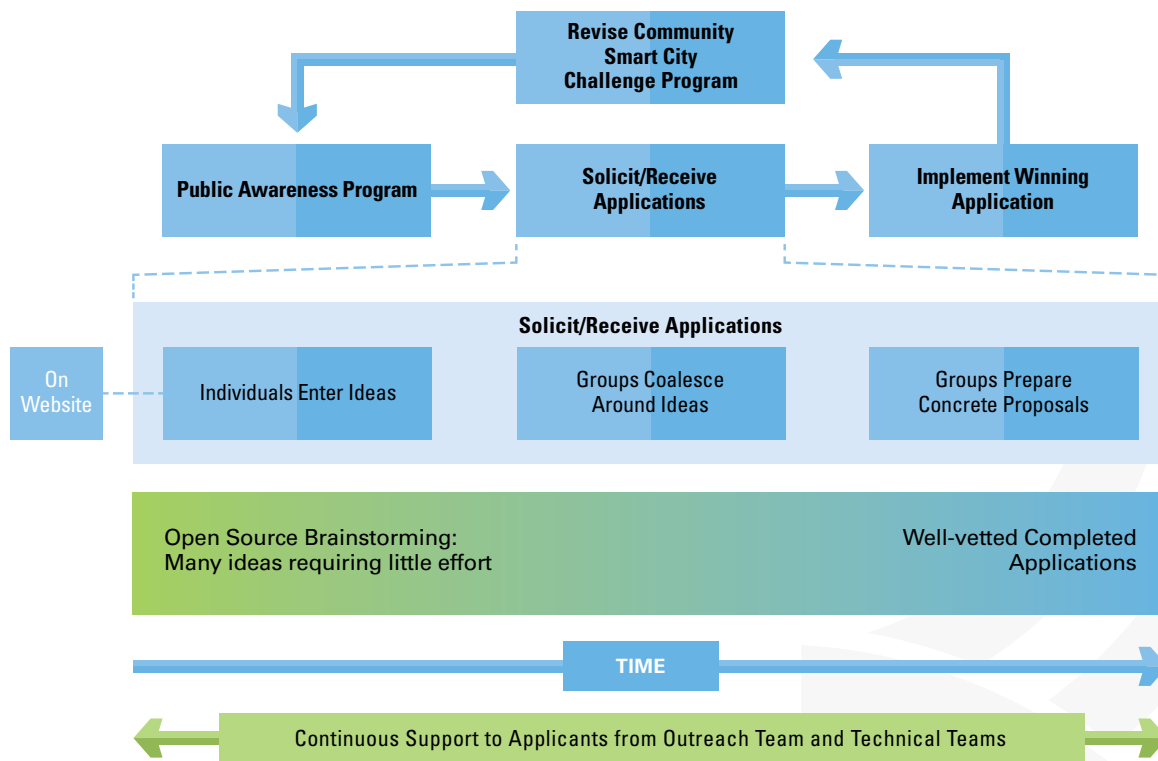 Revise Community
Smart City
Challenge Program
Public Awareness Program
Solicit/Receive
Applications
Implement Winning
Application
Solicit/Receive Applications
On
Website
Individuals Enter Ideas
Groups Coalesce
Around Ideas
Groups Prepare
Concrete Proposals
Open Source Brainstorming:
Many ideas requiring little effort
Well-vetted Completed
Applications
TIME
Continuous Support to Applicants from Outreach Team and Technical Teams